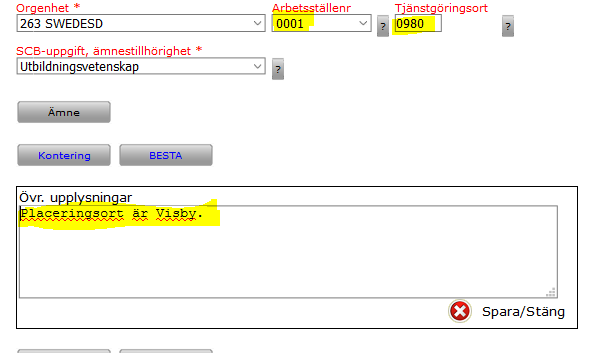 Orgenhet * Arbetsställenr Tjänstgöringsort
263 SWEDESD 0001 ? 0980 ?
SCB-uppgift, ämnestillhörighet *
Utbildningsvetenskap ?
Ämne
Kontering BESTA
Övr. upplysningar
Placeringsort är Visby.
Spara/Stäng